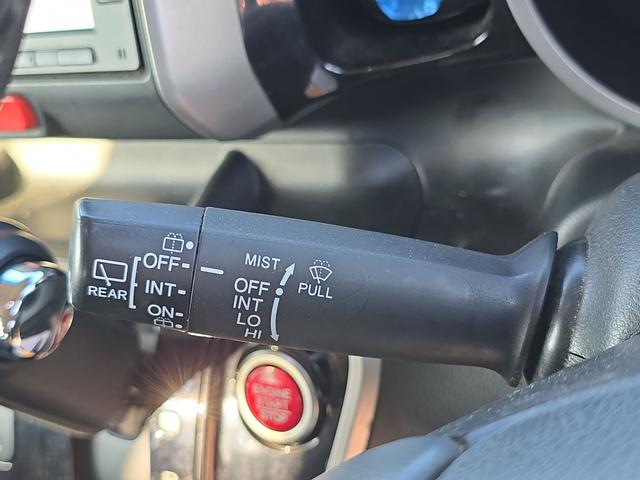 REAR
OFF
INT
ON
MIST
OFF
INT
LO
HI
PULL
ENGINE
START
STOP